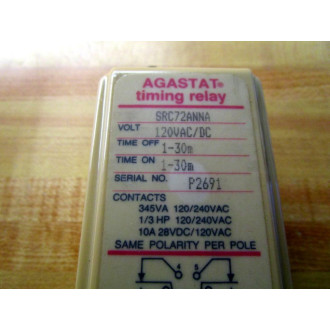 AGASTAT®
timing relay
SRC72ANNA
VOLT 120VAC/DC
TIME OFF 1-30m
TIME ON 1-30m
SERIAL NO. P2691
CONTACTS
345VA 120/240VAC
1/3 HP 120/240VAC
10A 28VDC/120VAC
SAME POLARITY PER POLE